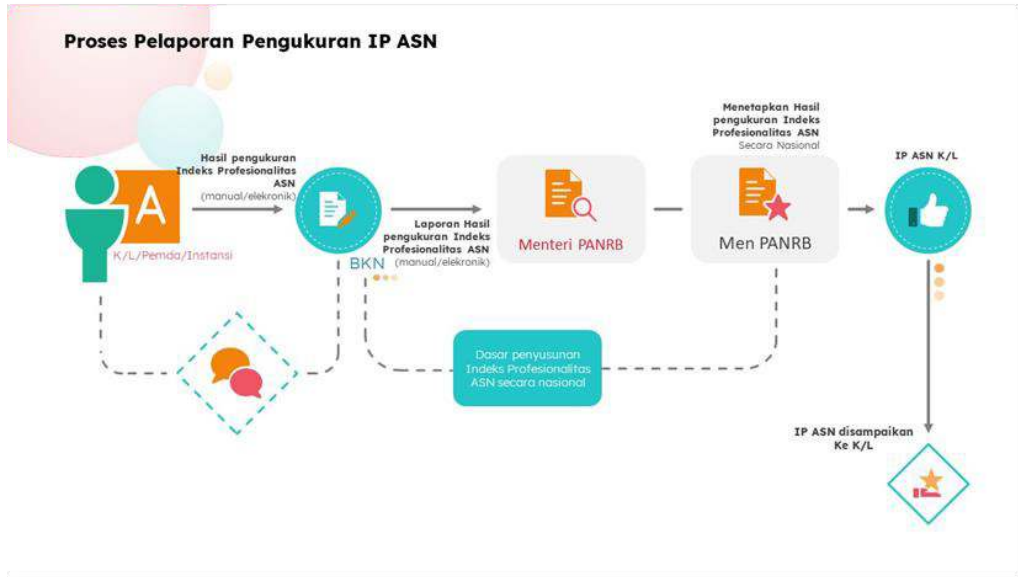 Proses Pelaporan Pengukuran IP ASN
Hasil pengukuran
Indeks Profesionalitas
ASN
(manual/elekronik)
A
K/L/Pemda/Instansi
BKN
Laporan Hasil
pengukuran Indeks
Profesionalitas ASN
(manual/elekronik)
Menteri PANRB
Menetapkan Hasil
pengukuran Indeks
Profesionalitas ASN
Secara Nasional
Men PANRB
IP ASN K/L
Dasar penyusunan
Indeks Profesionalitas
ASN secara nasional
IP ASN disampaikan
Ke K/L